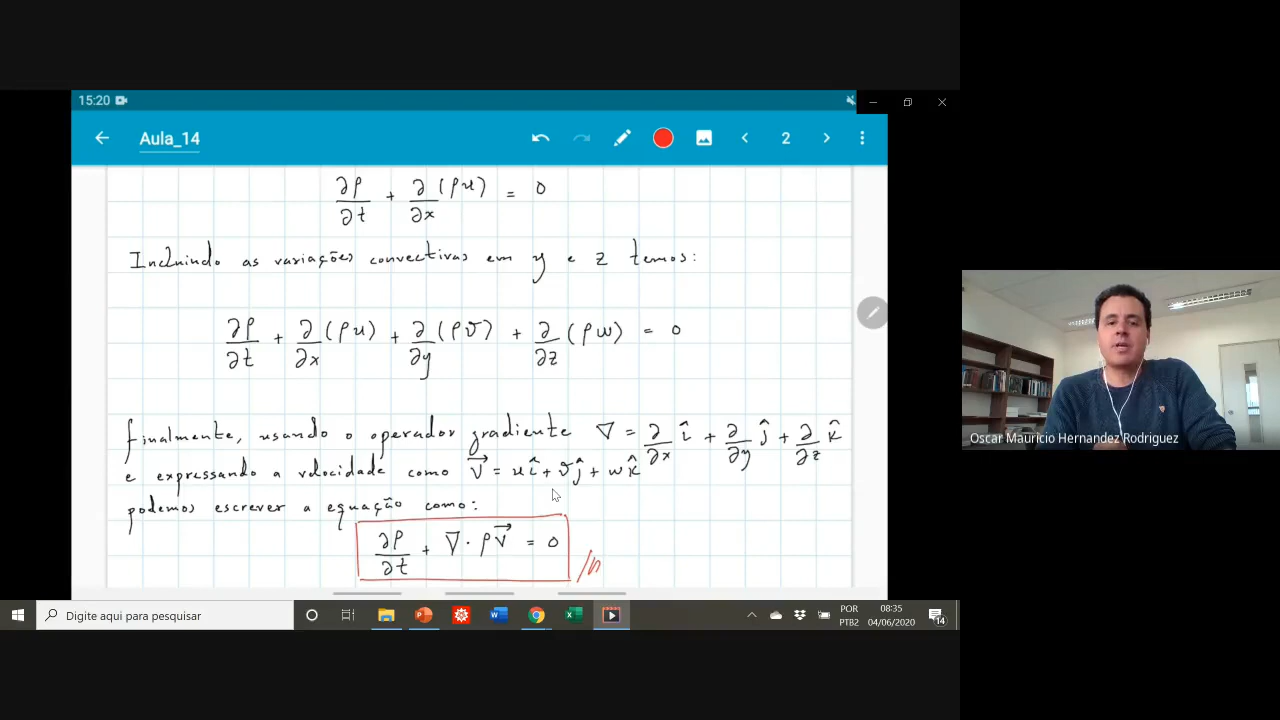 15:20
Aula_14
2
∂ρ/∂t + ∂/∂x (ρu) = 0
Incluindo as variações convectivas em y e z temos:
∂ρ/∂t + ∂/∂x (ρu) + ∂/∂y (ρv) + ∂/∂z (ρw) = 0
Finalmente, usando o operador gradiente ∇ = ∂/∂x î + ∂/∂y ĵ + ∂/∂z k̂
e expressando a velocidade como V⃗ = uî + vĵ + wk̂
podemos escrever a equação como:
∂ρ/∂t + ∇ · ρV⃗ = 0
Oscar Mauricio Hernandez Rodriguez
Digite aqui para pesquisar
POR
PTB2
08:35
04/06/2020
14